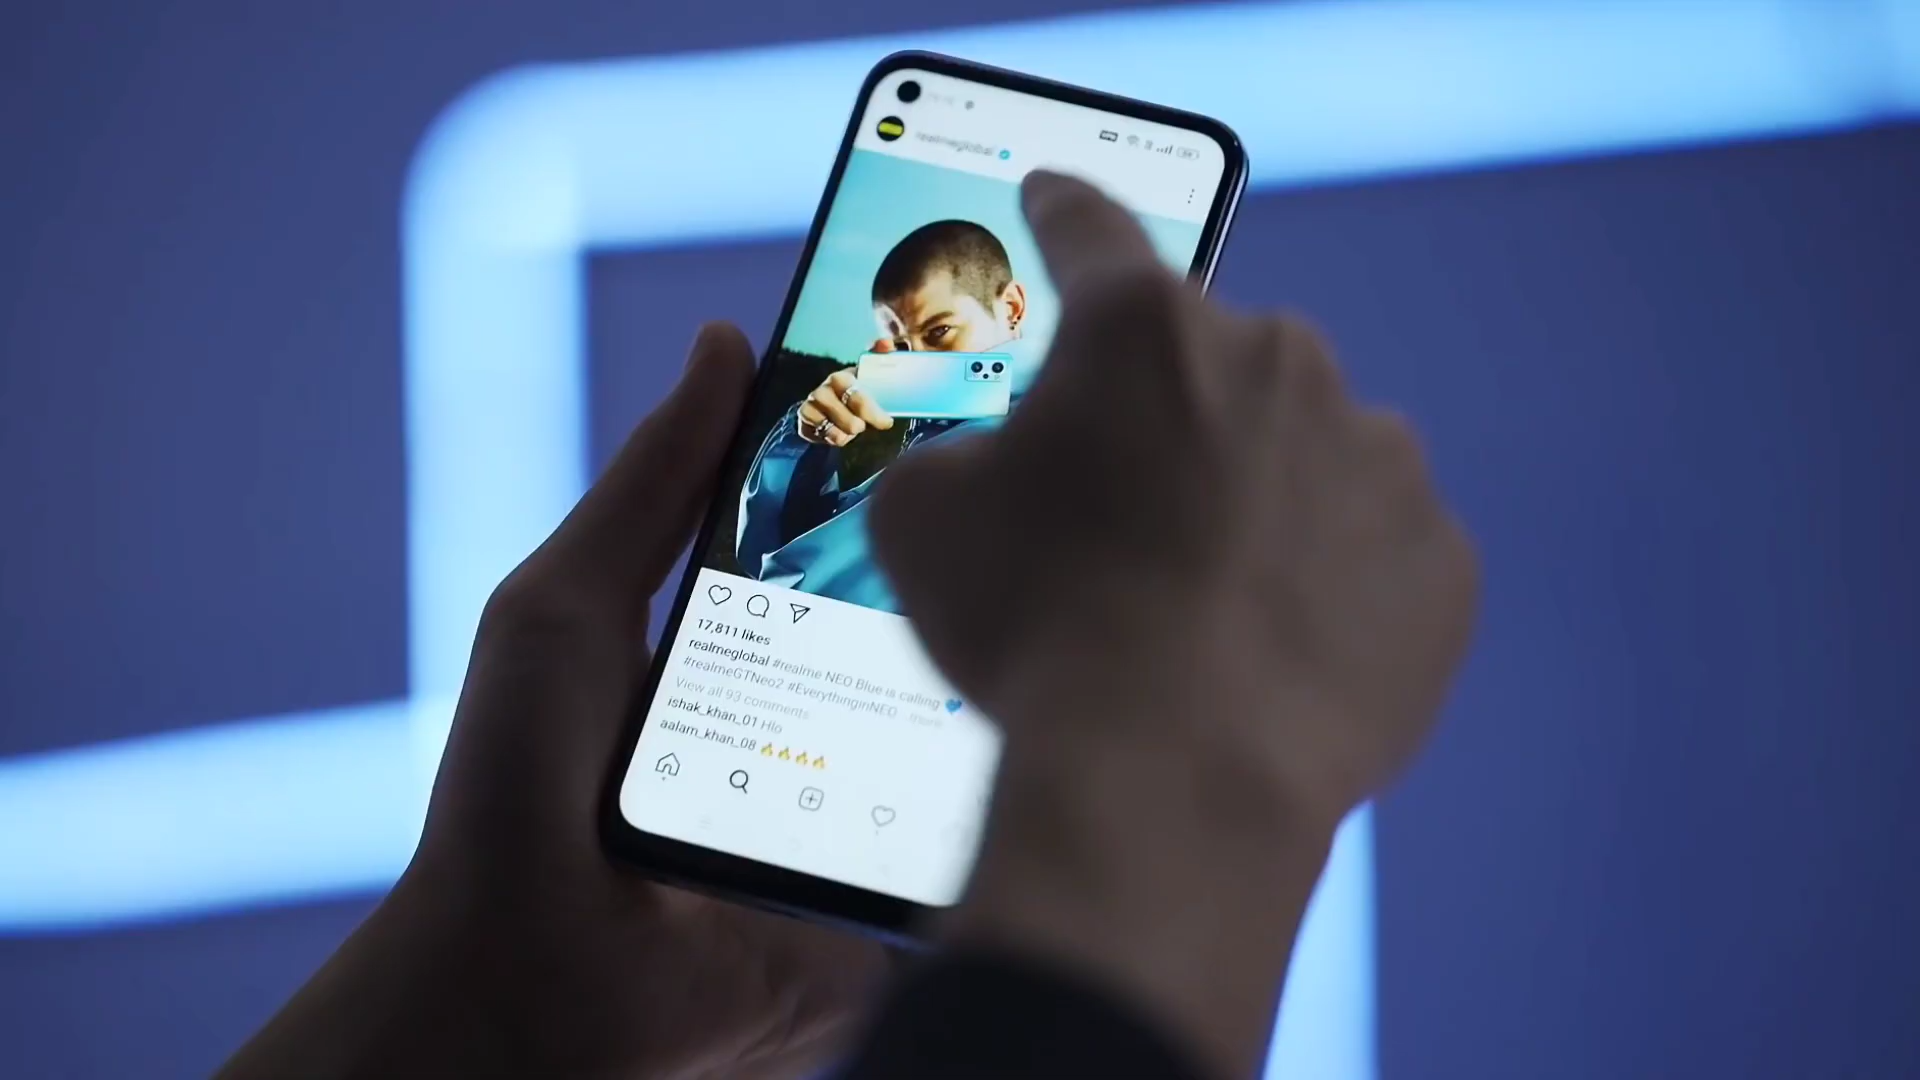 realmeglobal
17,811 likes
realmeglobal #realme NEO Blue is calling 💙
#realmeGTNeo2 #EverythinginNEO... more
View all 93 comments
ishak_khan_01 Hlo
aalam_khan_08 🔥🔥🔥🔥